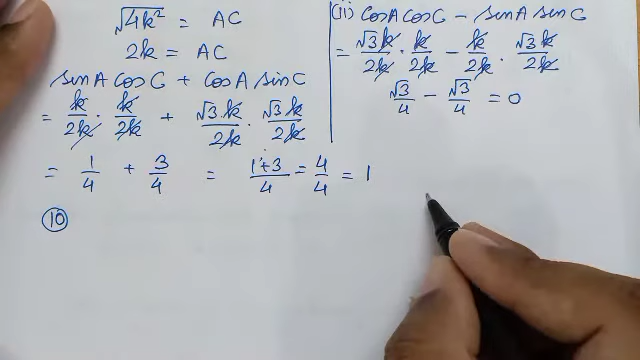 √4k² = AC
2k = AC
sinA cosC + cosA sinC
= k/2k · k/2k + √3k/2k · √3k/2k
= 1/4 + 3/4 = 1+3/4 = 4/4 = 1
(ii) cosA cosC - sinA sinC
= √3k/2k · k/2k - k/2k · √3k/2k
√3/4 - √3/4 = 0
10